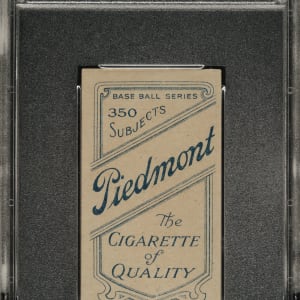 BASE BALL SERIES
350
SUBJECTS
Piedmont
The
CIGARETTE
of
QUALITY